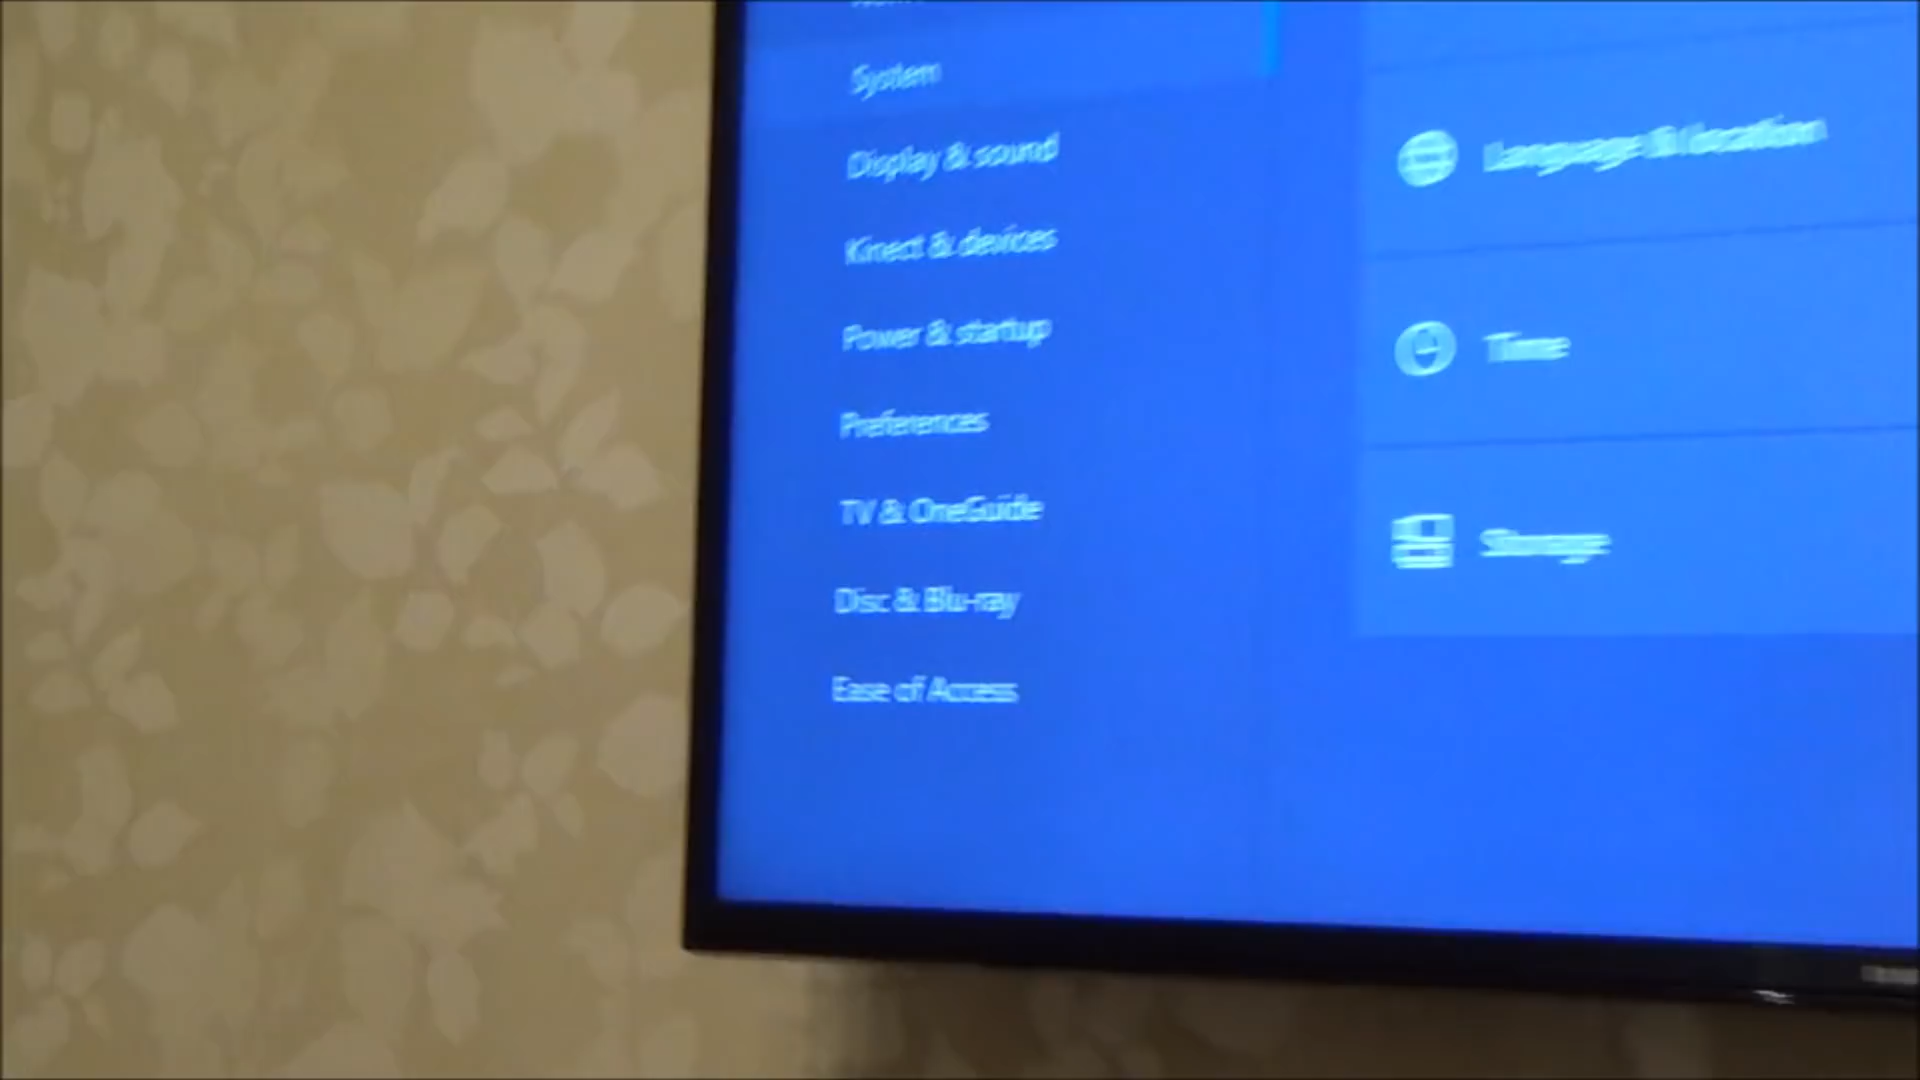 System
Display & sound
Kinect & devices
Power & startup
Preferences
TV & OneGuide
Disc & Blu-ray
Ease of Access
Language & location
Time
Storage